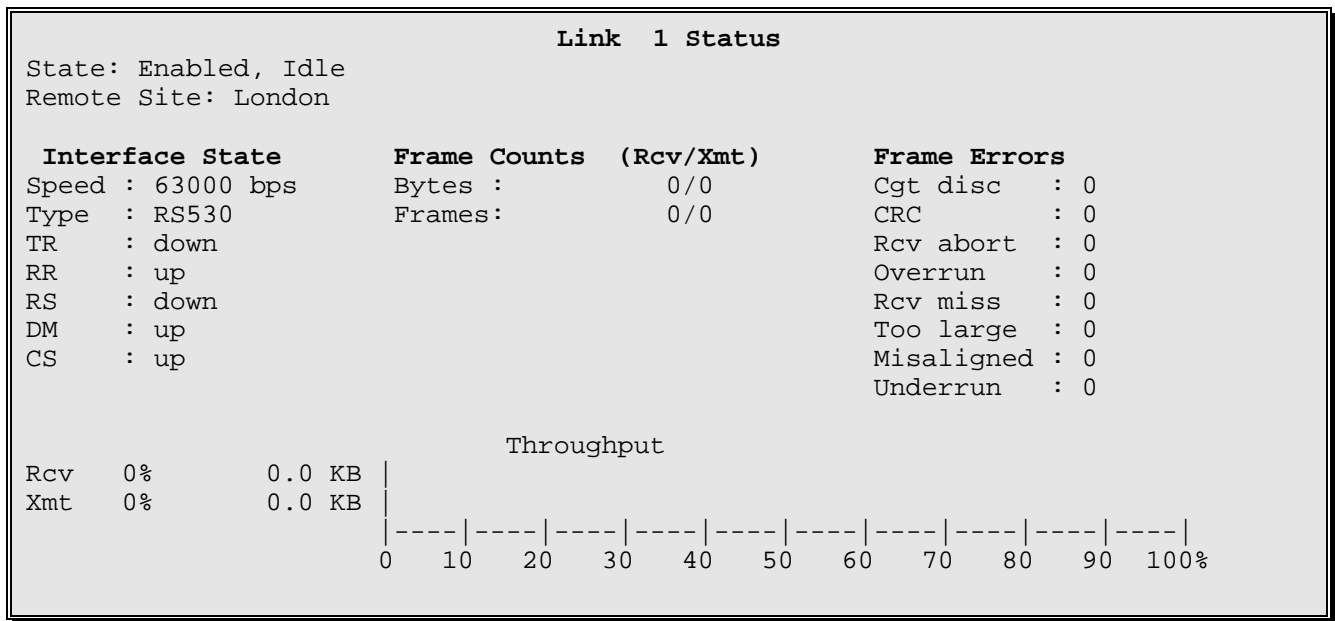 Link  1 Status
State: Enabled, Idle
Remote Site: London
Interface State       Frame Counts  (Rcv/Xmt)       Frame Errors
Speed : 63000 bps      Bytes :          0/0          Cgt disc   : 0
Type  : RS530          Frames:          0/0          CRC        : 0
TR    : down                                         Rcv abort  : 0
RR    : up                                           Overrun    : 0
RS    : down                                         Rcv miss   : 0
DM    : up                                           Too large  : 0
CS    : up                                           Misaligned : 0
Underrun   : 0
Throughput
Rcv   0%       0.0 KB |
Xmt   0%       0.0 KB |
|----|----|----|----|----|----|----|----|----|----|
0   10   20   30   40   50   60   70   80   90  100%